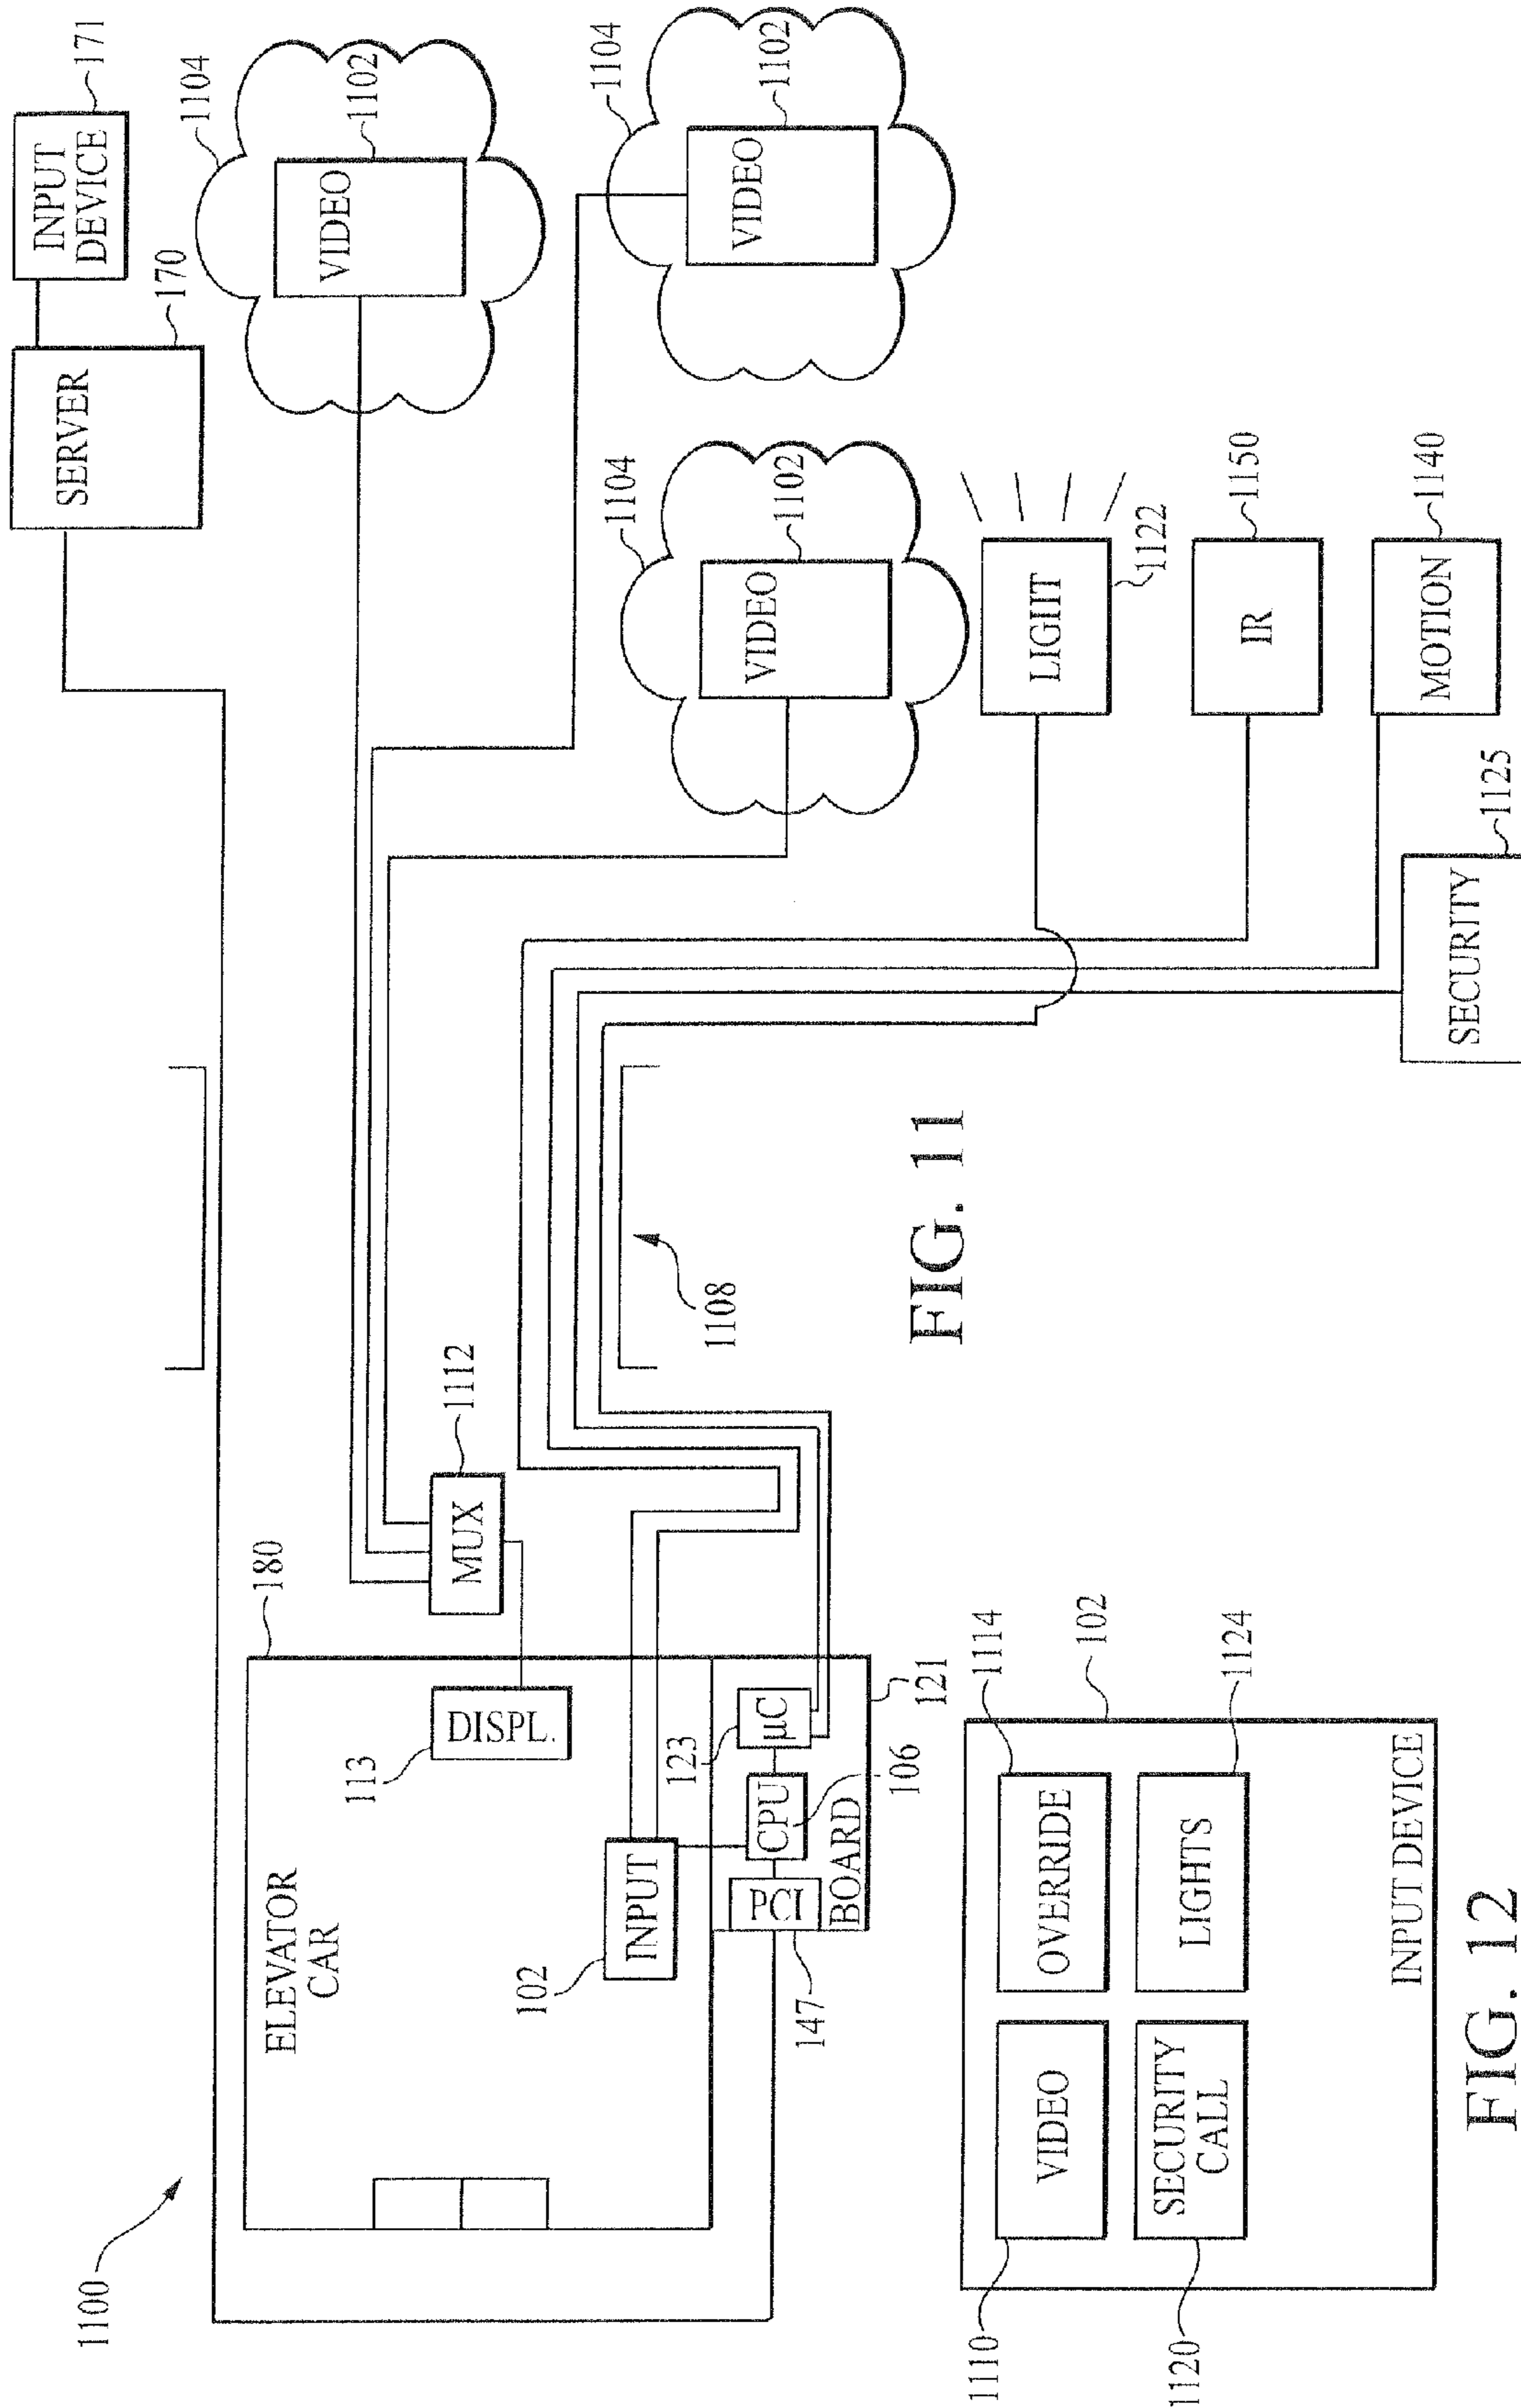 1100
ELEVATOR
CAR
180
DISPL.
113
INPUT
102
123
µC
CPU
106
PCI
147
BOARD
121
MUX
1112
1108
SERVER
170
INPUT
DEVICE
171
VIDEO
1102
1104
VIDEO
1102
1104
VIDEO
1102
1104
LIGHT
1122
IR
1150
MOTION
1140
SECURITY
1125
FIG. 11
VIDEO
1110
OVERRIDE
1114
SECURITY
CALL
1120
LIGHTS
1124
INPUT DEVICE
102
FIG. 12